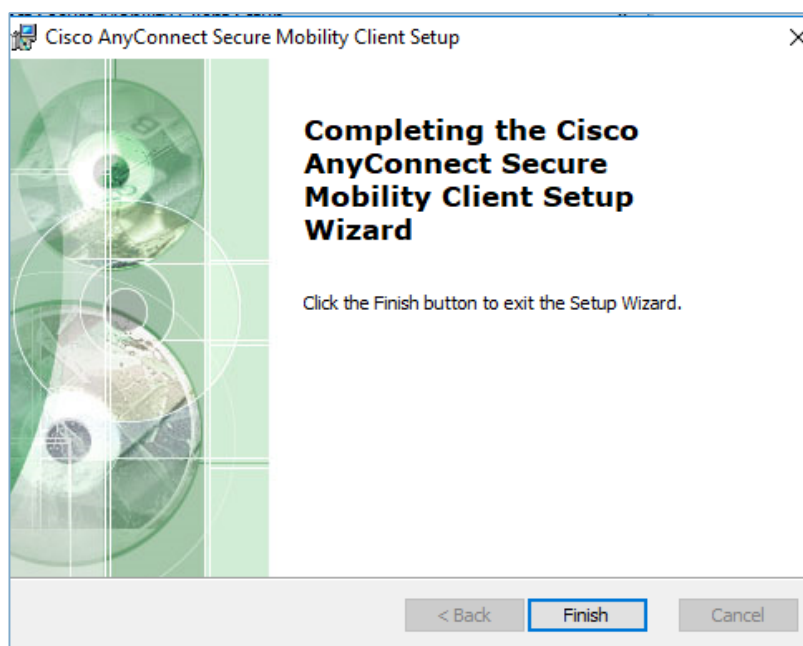 Cisco AnyConnect Secure Mobility Client Setup
Completing the Cisco
AnyConnect Secure
Mobility Client Setup
Wizard
Click the Finish button to exit the Setup Wizard.
< Back
Finish
Cancel